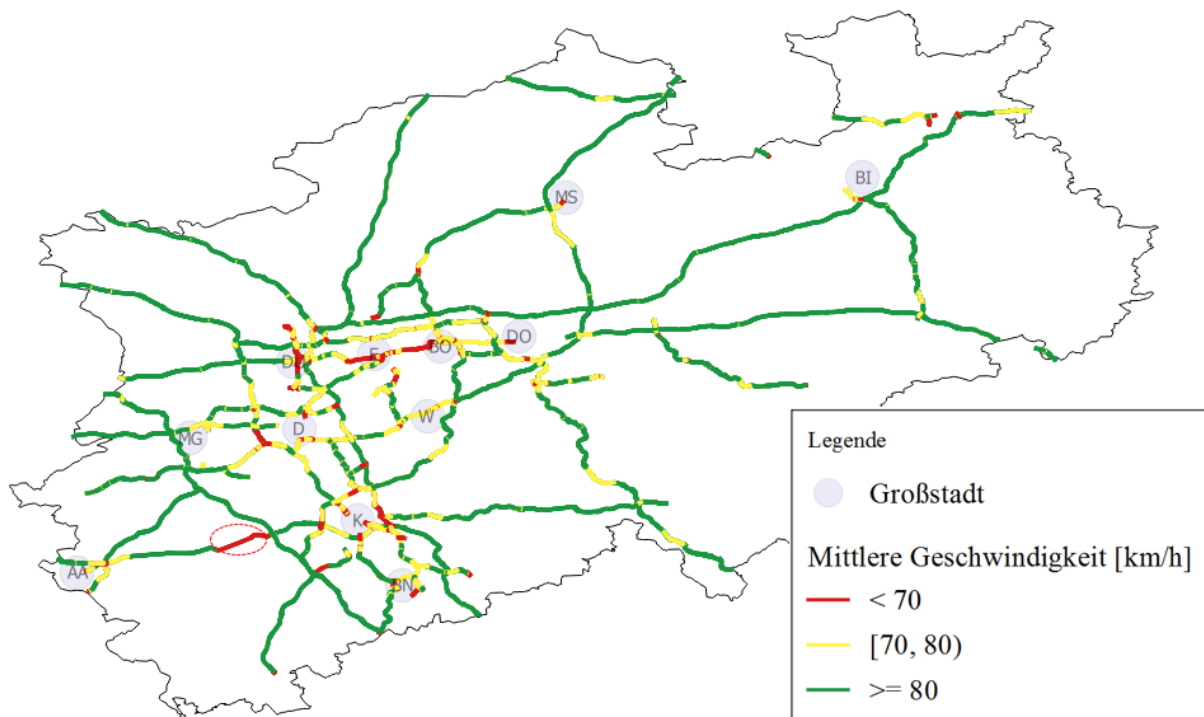 BI
MS
DO
BO
E
D
W
D
MG
K
AA
BN
Legende
Großstadt
Mittlere Geschwindigkeit [km/h]
< 70
[70, 80)
>= 80